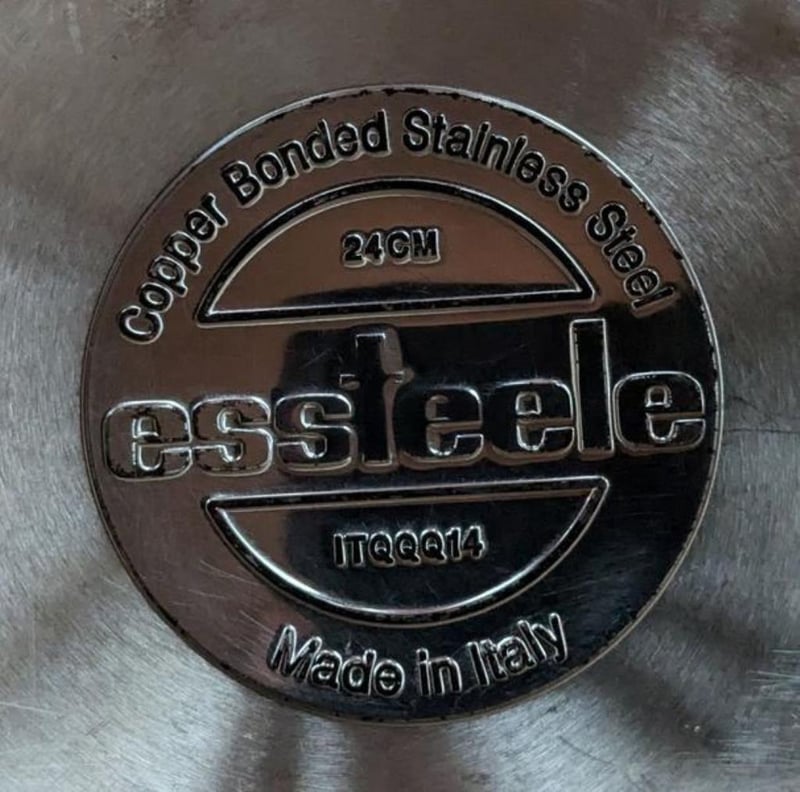 Copper Bonded Stainless Steel
24CM
essteele
ITQQQ14
Made in Italy